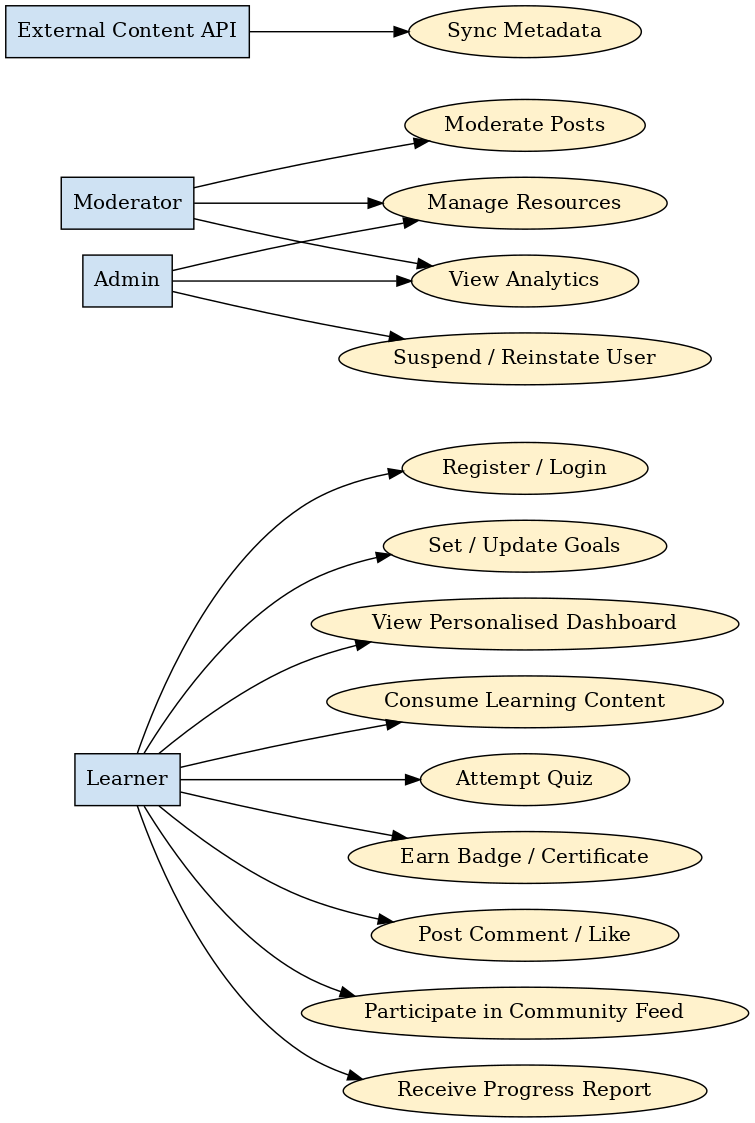 External Content API
Sync Metadata
Moderate Posts
Moderator
Manage Resources
Admin
View Analytics
Suspend / Reinstate User
Register / Login
Set / Update Goals
View Personalised Dashboard
Consume Learning Content
Learner
Attempt Quiz
Earn Badge / Certificate
Post Comment / Like
Participate in Community Feed
Receive Progress Report